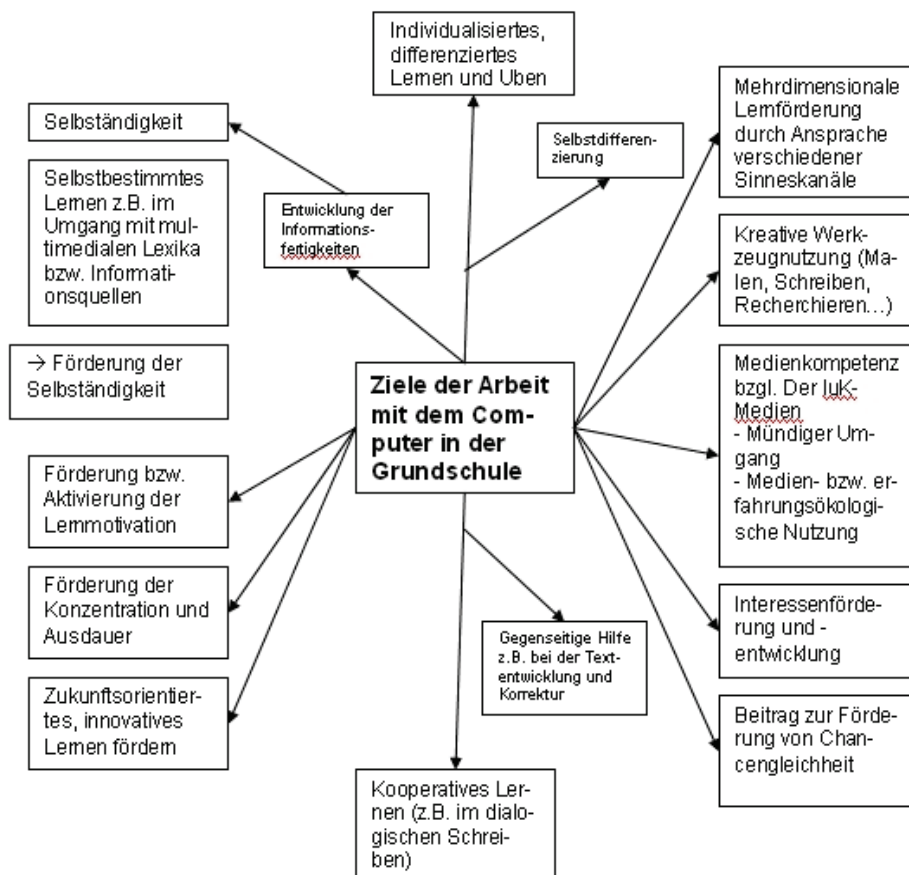 Individualisiertes,
differenziertes
Lernen und Uben
Selbständigkeit
Selbstbestimmtes
Lernen z.B. im
Umgang mit mul-
timedialen Lexika
bzw. Informati-
onsquellen
→ Förderung der
Selbständigkeit
Förderung bzw.
Aktivierung der
Lernmotivation
Förderung der
Konzentration und
Ausdauer
Zukunftsorientier-
tes, innovatives
Lernen fördern
Entwicklung der
Informations-
fertigkeiten
Selbstdifferen-
zierung
Ziele der Arbeit
mit dem Com-
puter in der
Grundschule
Gegenseitige Hilfe
z.B. bei der Text-
entwicklung und
Korrektur
Kooperatives Ler-
nen (z.B. im dialo-
gischen Schrei-
ben)
Mehrdimensionale
Lernförderung
durch Ansprache
verschiedener
Sinneskanäle
Kreative Werk-
zeugnutzung (Ma-
len, Schreiben,
Recherchieren...)
Medienkompetenz
bzgl. Der IuK-
Medien
- Mündiger Um-
gang
- Medien- bzw. er-
fahrungsökologi-
sche Nutzung
Interessenförde-
rung und -
entwicklung
Beitrag zur Förde-
rung von Chan-
cengleichheit